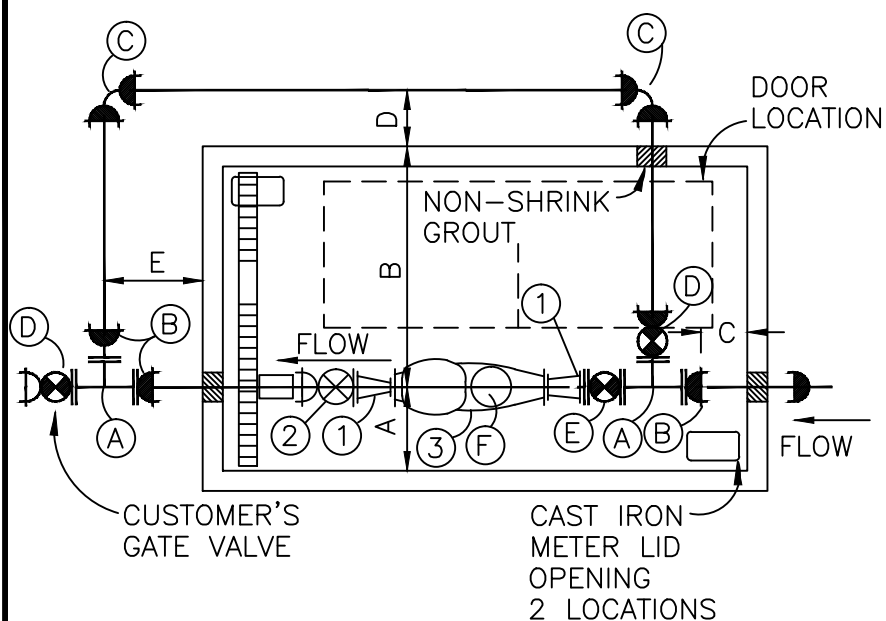 C
C
DOOR
LOCATION
D
NON-SHRINK
GROUT
B
E
1
D
C
D
B
FLOW
A
2
1
A
3
F
E
A
B
FLOW
CUSTOMER'S
GATE VALVE
CAST IRON
METER LID
OPENING
2 LOCATIONS